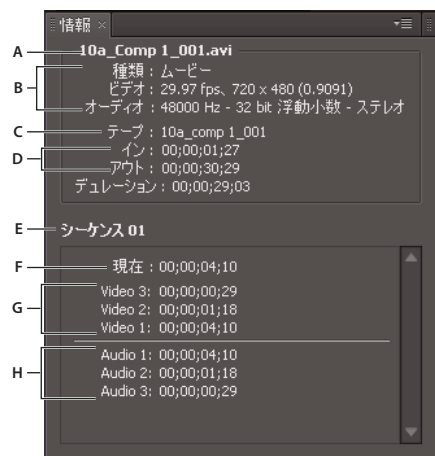 情報 ×
A 10a_Comp 1_001.avi
B 種類 : ムービー
ビデオ : 29.97 fps、720 x 480 (0.9091)
オーディオ : 48000 Hz - 32 bit 浮動小数 - ステレオ
C テープ : 10a_comp 1_001
D イン : 00;00;01;27
アウト : 00;00;30;29
デュレーション : 00;00;29;03
E シーケンス 01
F 現在 : 00;00;04;10
G Video 3: 00;00;00;29
Video 2: 00;00;01;18
Video 1: 00;00;04;10
H Audio 1: 00;00;04;10
Audio 2: 00;00;01;18
Audio 3: 00;00;00;29